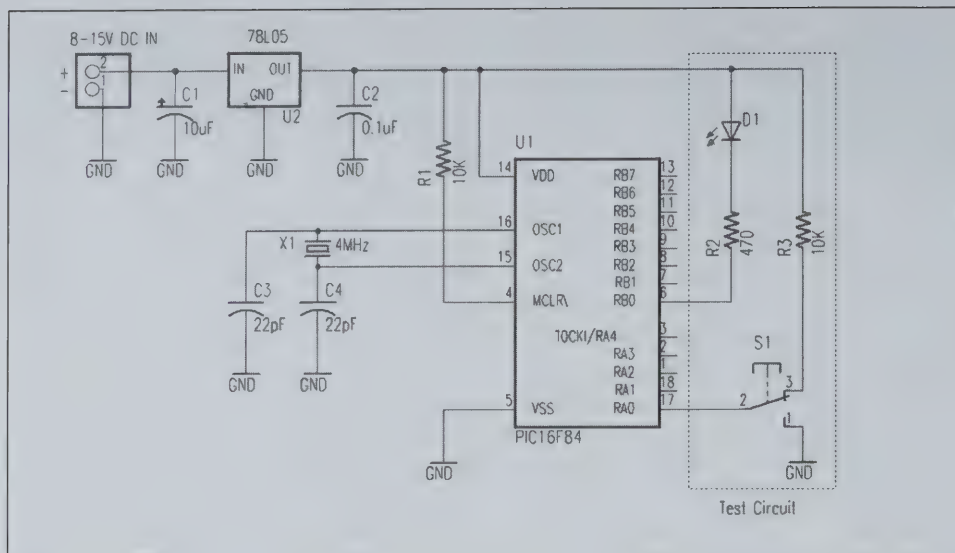 8-15V DC IN
2
1
+
-
GND
C1
10uF
GND
78L05
IN OUT
GND
U2
GND
C2
0.1uF
GND
R1
10K
U1
14 VDD
16 OSC1
15 OSC2
4 MCLR\
5 VSS
RB7 13
RB6 12
RB5 11
RB4 10
RB3 9
RB2 8
RB1 7
RB0 6
TOCKI/RA4 3
RA3 2
RA2 1
RA1 18
RA0 17
PIC16F84
X1 4MHz
C3
22pF
GND
C4
22pF
GND
GND
D1
R2
470
R3
10K
S1
2
3
1
GND
Test Circuit